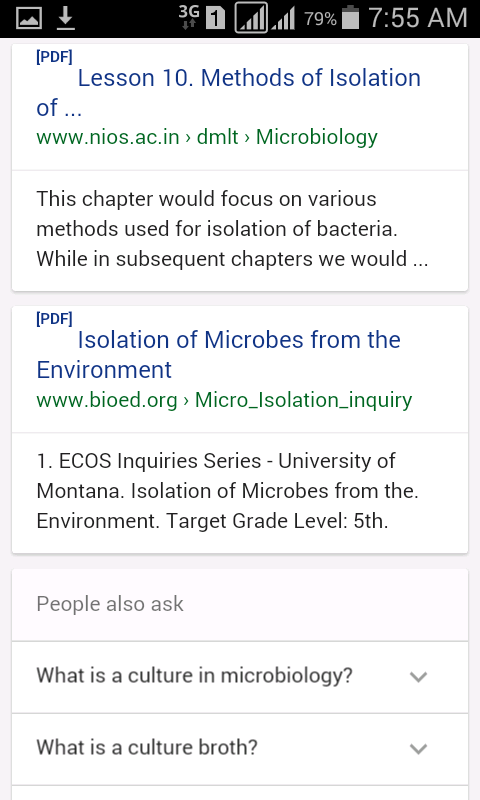 3G 1 79% 7:55 AM
[PDF]
Lesson 10. Methods of Isolation
of ...
www.nios.ac.in › dmlt › Microbiology
This chapter would focus on various
methods used for isolation of bacteria.
While in subsequent chapters we would ...
[PDF]
Isolation of Microbes from the
Environment
www.bioed.org › Micro_Isolation_inquiry
1. ECOS Inquiries Series - University of
Montana. Isolation of Microbes from the.
Environment. Target Grade Level: 5th.
People also ask
What is a culture in microbiology?
What is a culture broth?